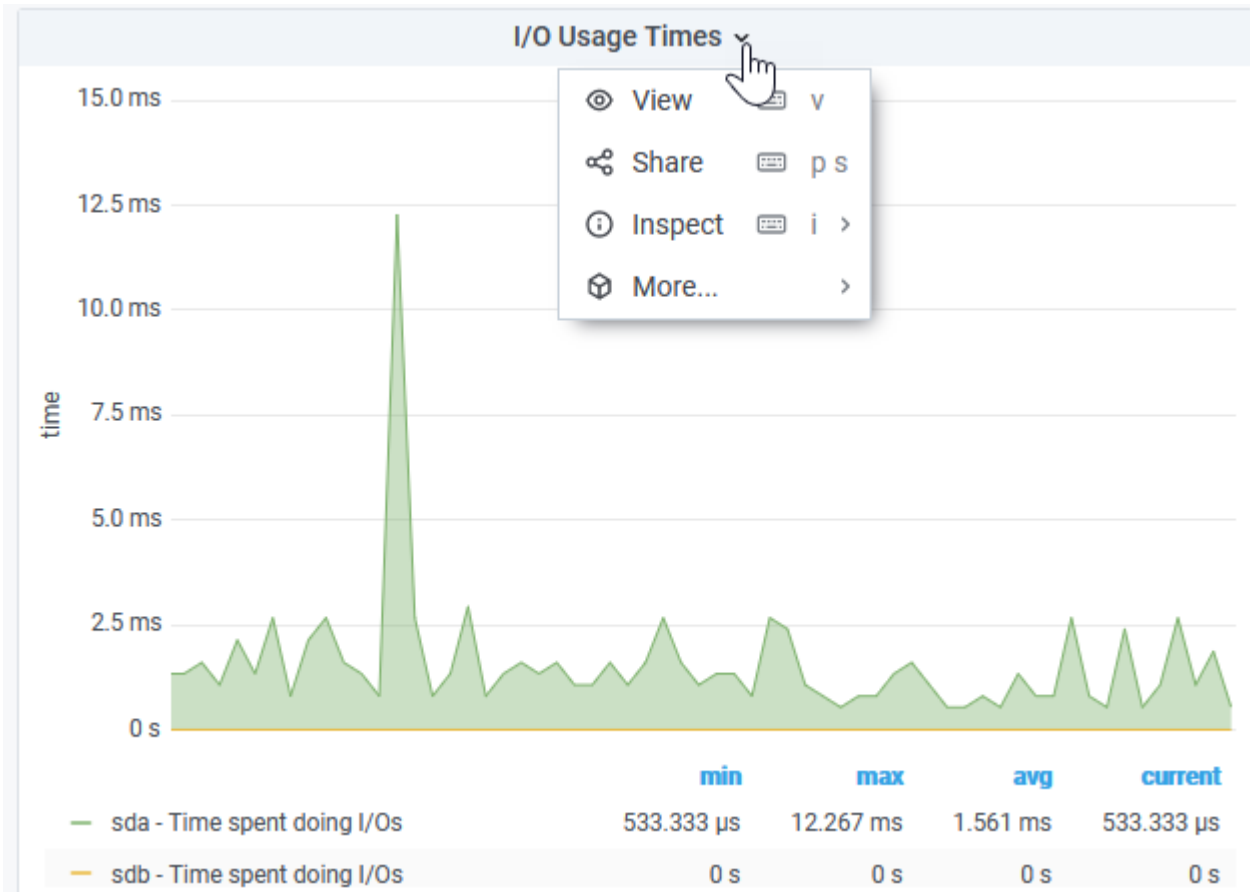 I/O Usage Times
View v
Share p s
Inspect i
More...
15.0 ms
12.5 ms
10.0 ms
7.5 ms
5.0 ms
2.5 ms
0 s
time
min max avg current
sda - Time spent doing I/Os 533.333 µs 12.267 ms 1.561 ms 533.333 µs
sdb - Time spent doing I/Os 0 s 0 s 0 s 0 s